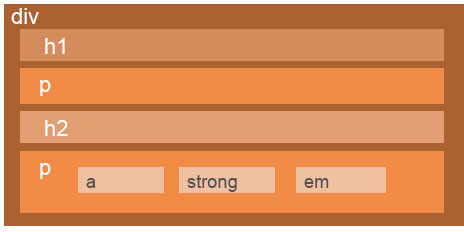 div
h1
p
h2
p
a strong em